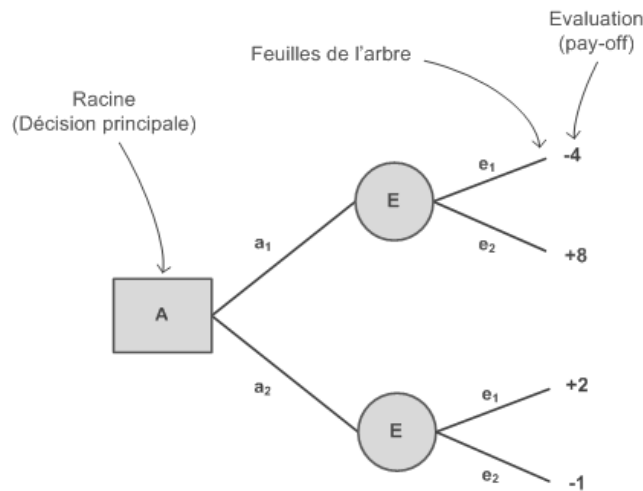 Evaluation
(pay-off)
Feuilles de l'arbre
Racine
(Décision principale)
e₁
-4
E
e₂
+8
a₁
A
a₂
e₁
+2
E
e₂
-1